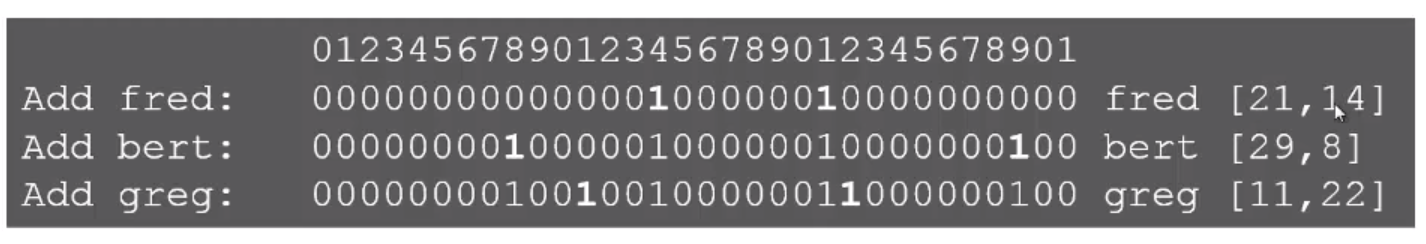 01234567890123456789012345678901
Add fred: 00000000000000100000010000000000 fred [21,14]
Add bert: 00000000100000100000010000000100 bert [29,8]
Add greg: 00000000100100100000011000000100 greg [11,22]